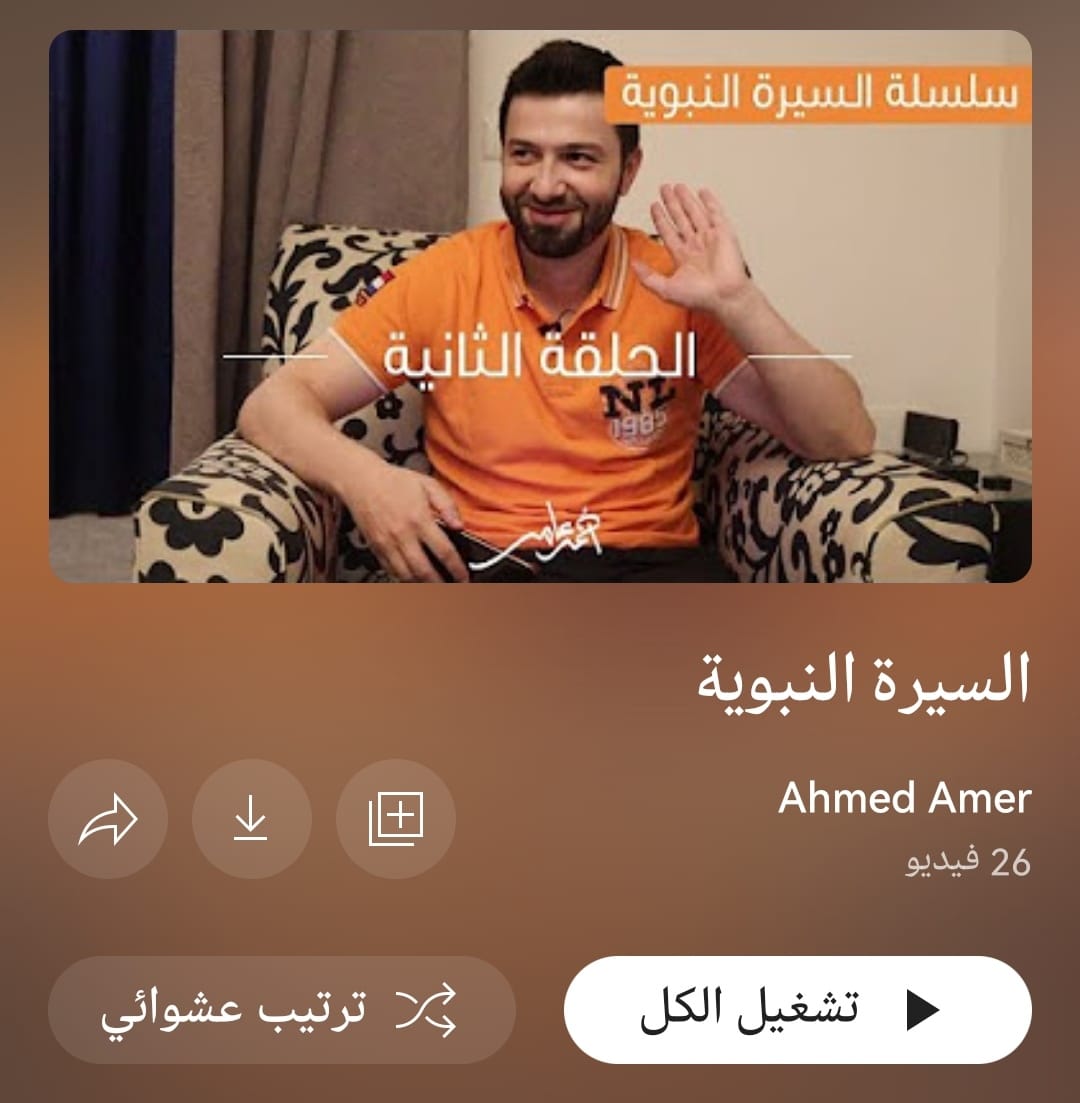 سلسلة السيرة النبوية
الحلقة الثانية
NL
1985
أحمد عامر
السيرة النبوية
Ahmed Amer
26 فيديو
تشغيل الكل
ترتيب عشوائي